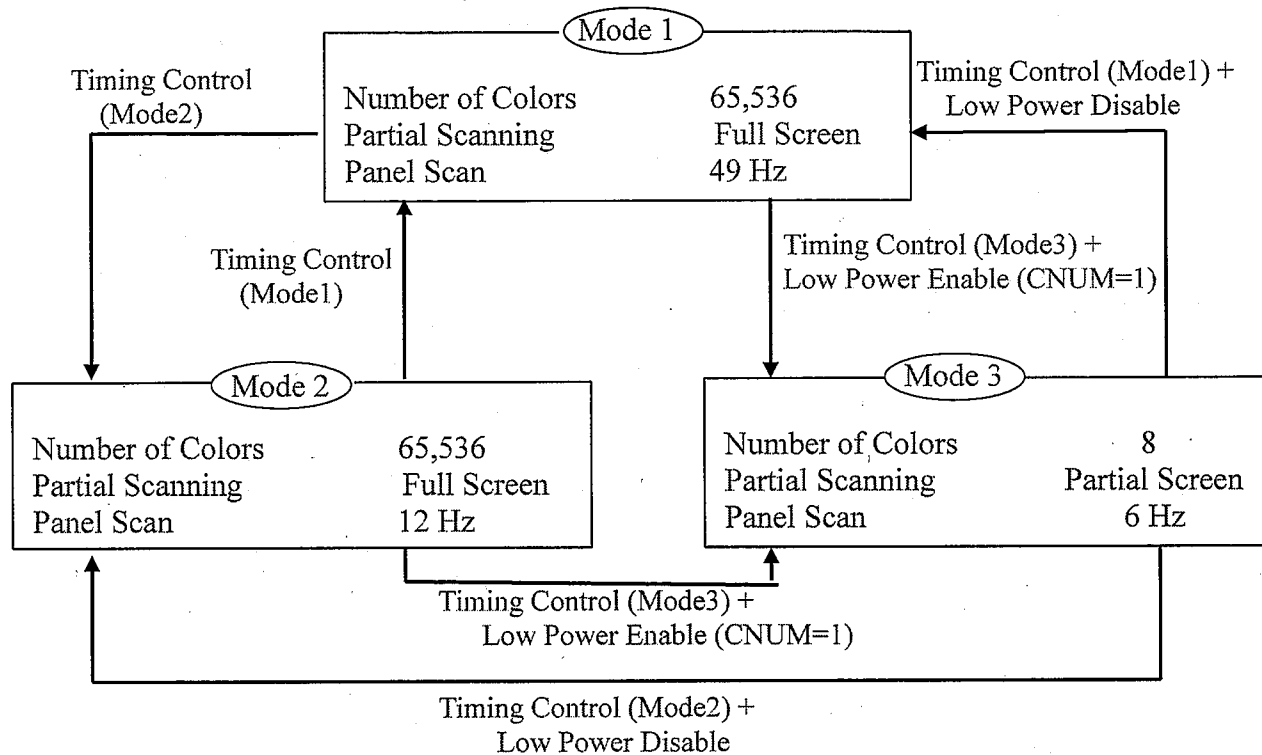 Mode 1
Number of Colors 65,536
Partial Scanning Full Screen
Panel Scan 49 Hz
Timing Control
(Mode2)
Timing Control (Mode1) +
Low Power Disable
Timing Control
(Mode1)
Timing Control (Mode3) +
Low Power Enable (CNUM=1)
Mode 2
Number of Colors 65,536
Partial Scanning Full Screen
Panel Scan 12 Hz
Mode 3
Number of Colors 8
Partial Scanning Partial Screen
Panel Scan 6 Hz
Timing Control (Mode3) +
Low Power Enable (CNUM=1)
Timing Control (Mode2) +
Low Power Disable